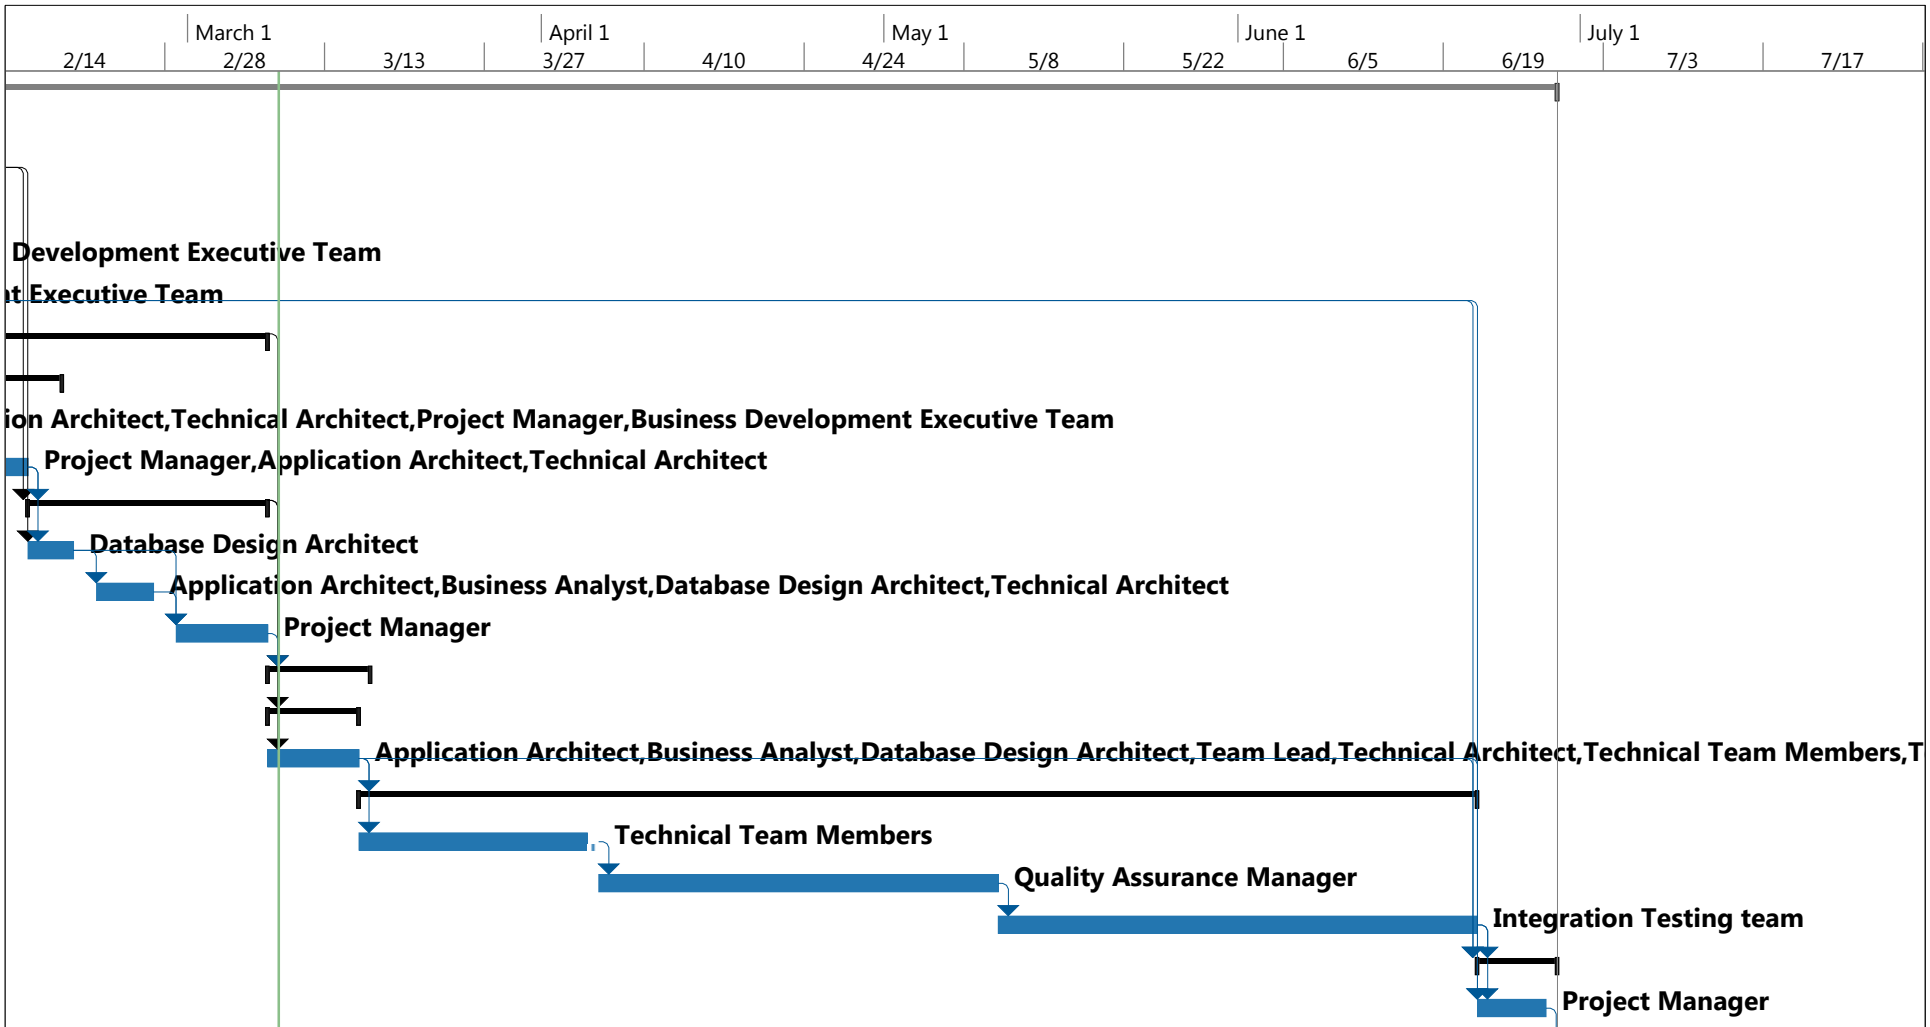 March 1 April 1 May 1 June 1 July 1
2/14 2/28 3/13 3/27 4/10 4/24 5/8 5/22 6/5 6/19 7/3 7/17
Development Executive Team
Executive Team
Architect,Technical Architect,Project Manager,Business Development Executive Team
Project Manager,Application Architect,Technical Architect
Database Design Architect
Application Architect,Business Analyst,Database Design Architect,Technical Architect
Project Manager
Application Architect,Business Analyst,Database Design Architect,Team Lead,Technical Architect,Technical Team Members,T
Technical Team Members
Quality Assurance Manager
Integration Testing team
Project Manager